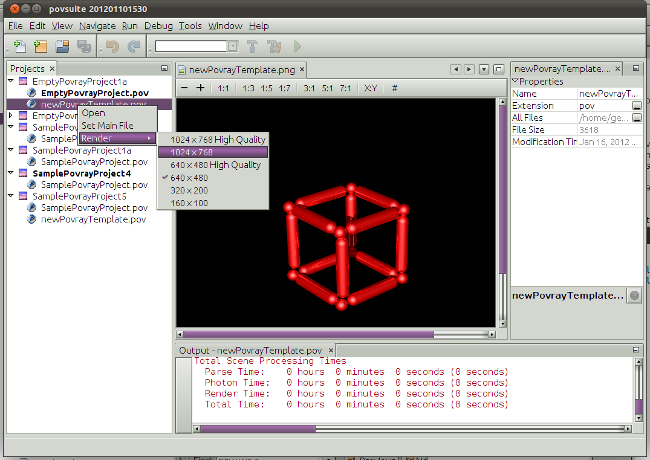 povsuite 201201101530
File Edit View Navigate Run Debug Tools Window Help
Projects
EmptyPovrayProject1a
EmptyPovrayProject.pov
newPovrayTemplate.pov
EmptyPo
SamplePov
SampleP
SamplePovrayProject1a
SamplePovrayProject.pov
SamplePovrayProject4
SamplePovrayProject.pov
SamplePovrayProject5
SamplePovrayProject.pov
newPovrayTemplate.pov
Open
Set Main File
Render
1024 x 768 High Quality
1024 x 768
640 x 480 High Quality
640 x 480
320 x 200
160 x 100
newPovrayTemplate.png
1:1 1:3 1:5 1:7 3:1 5:1 7:1 X:Y #
newPovrayTemplate....
Properties
Name newPovrayT...
Extension pov
All Files /home/ge...
File Size 3618
Modification Tir Jan 16, 2012 ...
newPovrayTemplate...
Output - newPovrayTemplate.pov
Total Scene Processing Times
Parse Time: 0 hours 0 minutes 0 seconds (0 seconds)
Photon Time: 0 hours 0 minutes 0 seconds (0 seconds)
Render Time: 0 hours 0 minutes 0 seconds (0 seconds)
Total Time: 0 hours 0 minutes 0 seconds (0 seconds)